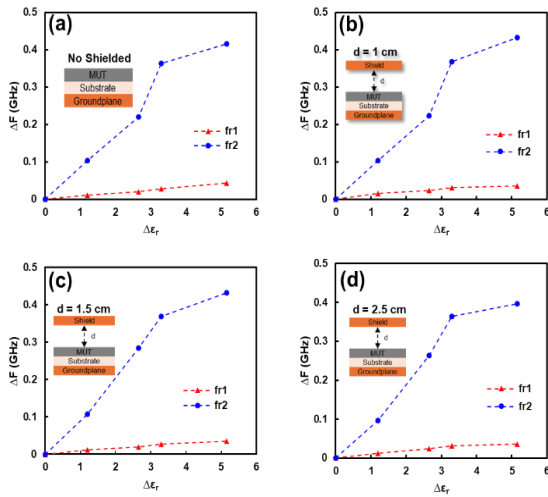 (a)
No Shielded
MUT
Substrate
Groundplane
fr1
fr2
ΔF (GHz)
0.5
0.4
0.3
0.2
0.1
0
0 1 2 3 4 5 6
Δεr
(b)
d = 1 cm
Shield
d
MUT
Substrate
Groundplane
fr1
fr2
ΔF (GHz)
0.5
0.4
0.3
0.2
0.1
0
0 1 2 3 4 5 6
Δεr
(c)
d = 1.5 cm
Shield
d
MUT
Substrate
Groundplane
fr1
fr2
ΔF (GHz)
0.5
0.4
0.3
0.2
0.1
0
0 1 2 3 4 5 6
Δεr
(d)
d = 2.5 cm
Shield
d
MUT
Substrate
Groundplane
fr1
fr2
ΔF (GHz)
0.5
0.4
0.3
0.2
0.1
0
0 1 2 3 4 5 6
Δεr